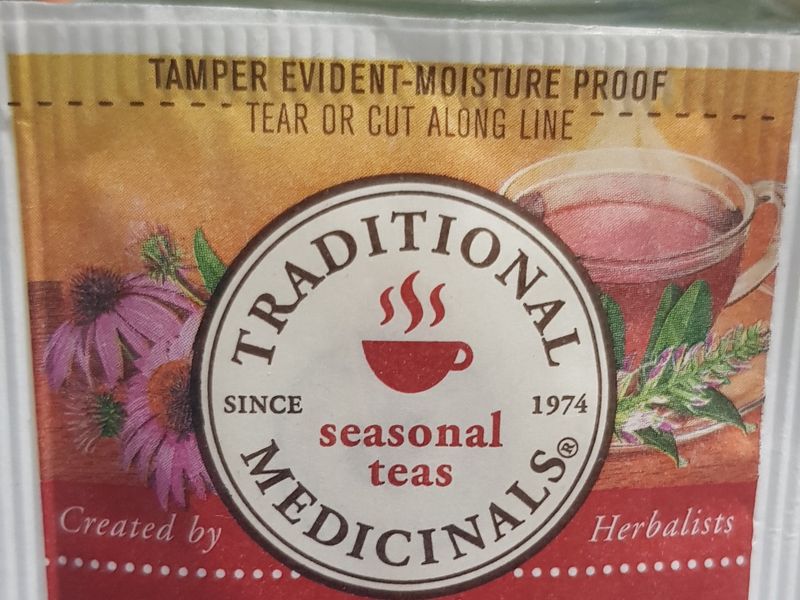 TAMPER EVIDENT-MOISTURE PROOF
TEAR OR CUT ALONG LINE
TRADITIONAL
SINCE 1974
seasonal
teas
MEDICINALS®
Created by Herbalists